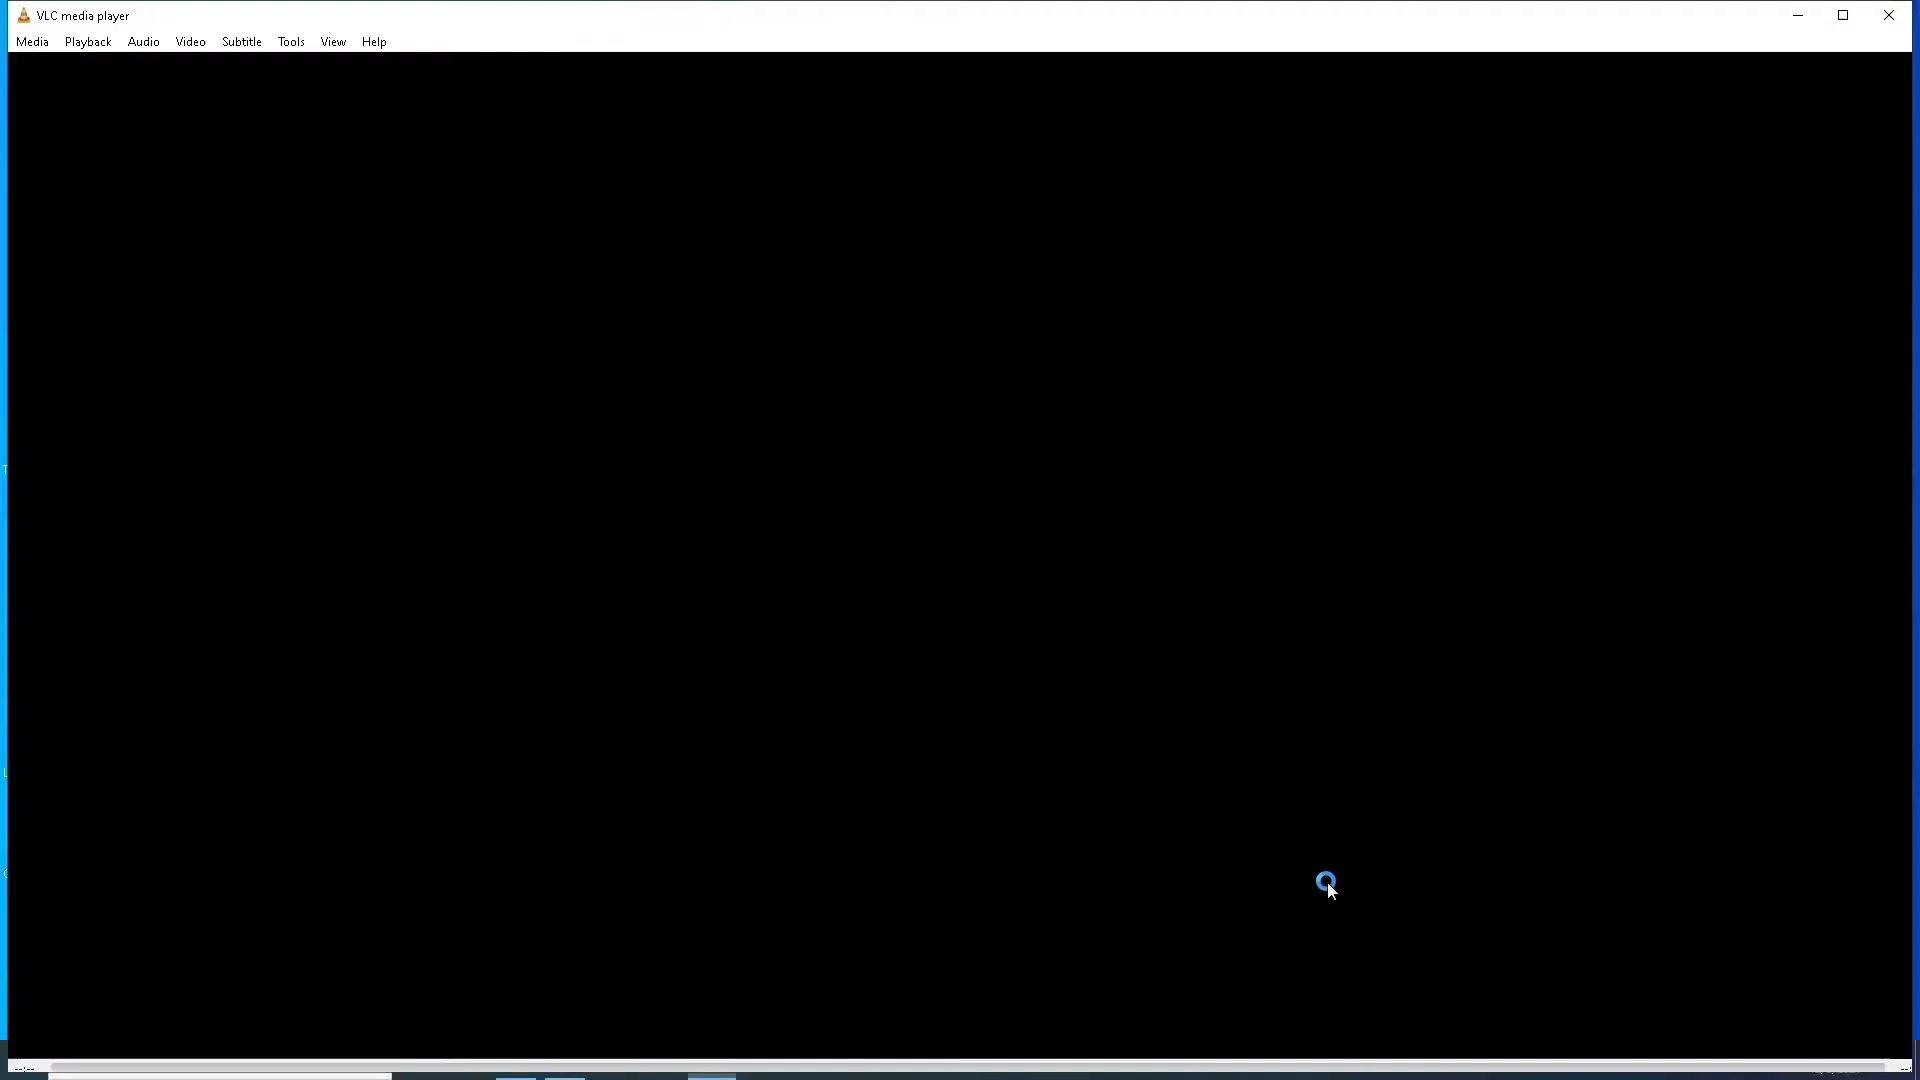 VLC media player
Media Playback Audio Video Subtitle Tools View Help
--:-- --: